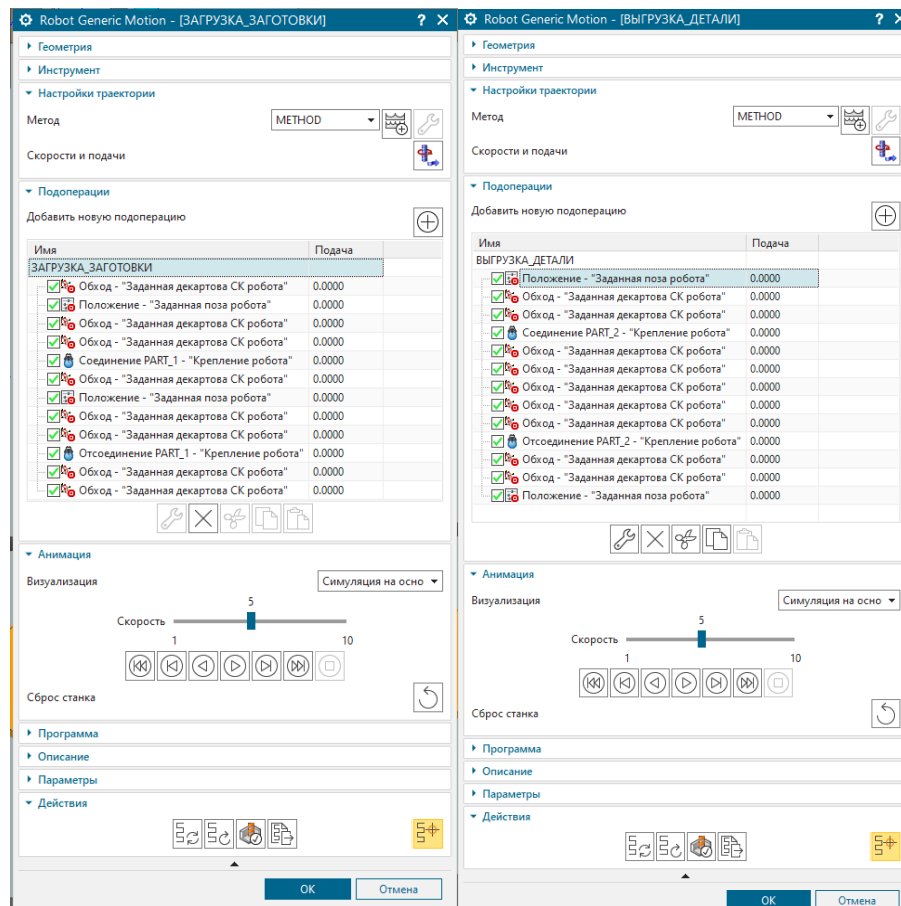 Robot Generic Motion - [ЗАГРУЗКА_ЗАГОТОВКИ]
Геометрия
Инструмент
Настройки траектории
Метод METHOD
Скорости и подачи
Подоперации
Добавить новую подоперацию
Имя Подача
ЗАГРУЗКА_ЗАГОТОВКИ
Обход - "Заданная декартова СК робота" 0.0000
Положение - "Заданная поза робота" 0.0000
Обход - "Заданная декартова СК робота" 0.0000
Обход - "Заданная декартова СК робота" 0.0000
Соединение PART_1 - "Крепление робота" 0.0000
Обход - "Заданная декартова СК робота" 0.0000
Положение - "Заданная поза робота" 0.0000
Обход - "Заданная декартова СК робота" 0.0000
Обход - "Заданная декартова СК робота" 0.0000
Отсоединение PART_1 - "Крепление робота" 0.0000
Обход - "Заданная декартова СК робота" 0.0000
Обход - "Заданная декартова СК робота" 0.0000
Анимация
Визуализация Симуляция на осно
5
Скорость
1 10
Сброс станка
Программа
Описание
Параметры
Действия
OK Отмена
Robot Generic Motion - [ВЫГРУЗКА_ДЕТАЛИ]
Геометрия
Инструмент
Настройки траектории
Метод METHOD
Скорости и подачи
Подоперации
Добавить новую подоперацию
Имя Подача
ВЫГРУЗКА_ДЕТАЛИ
Положение - "Заданная поза робота" 0.0000
Обход - "Заданная декартова СК робота" 0.0000
Обход - "Заданная декартова СК робота" 0.0000
Соединение PART_2 - "Крепление робота" 0.0000
Обход - "Заданная декартова СК робота" 0.0000
Обход - "Заданная декартова СК робота" 0.0000
Обход - "Заданная декартова СК робота" 0.0000
Обход - "Заданная декартова СК робота" 0.0000
Обход - "Заданная декартова СК робота" 0.0000
Отсоединение PART_2 - "Крепление робота" 0.0000
Обход - "Заданная декартова СК робота" 0.0000
Обход - "Заданная декартова СК робота" 0.0000
Положение - "Заданная поза робота" 0.0000
Анимация
Визуализация Симуляция на осно
5
Скорость
1 10
Сброс станка
Программа
Описание
Параметры
Действия
OK Отмена